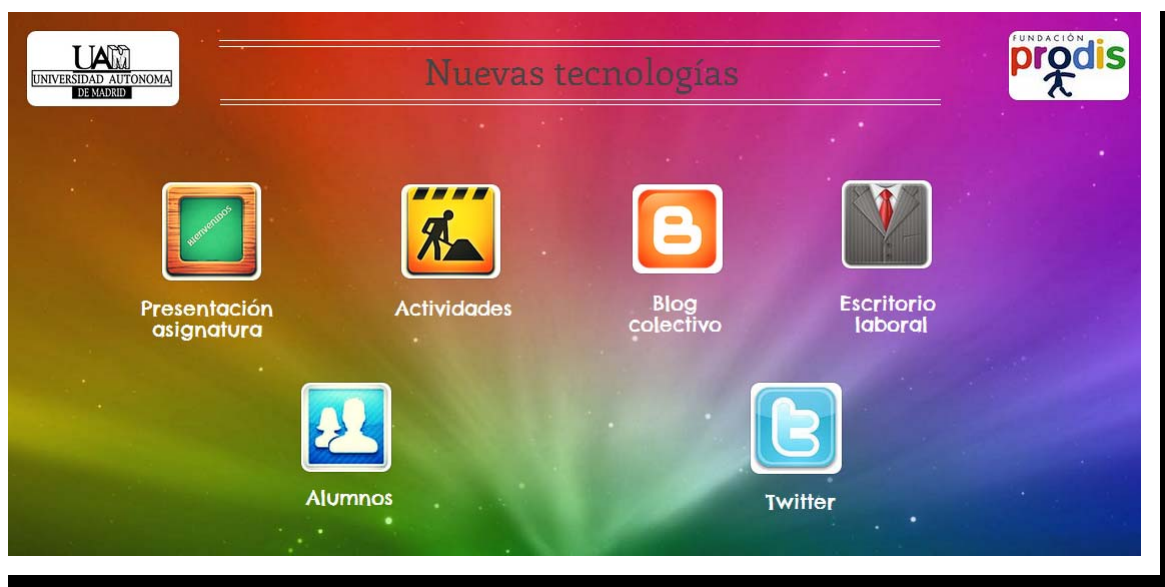 UAM
UNIVERSIDAD AUTONOMA
DE MADRID
Nuevas tecnologías
FUNDACIÓN
prodis
BIENVENIDOS
Presentación
asignatura
Actividades
Blog
colectivo
Escritorio
laboral
Alumnos
Twitter